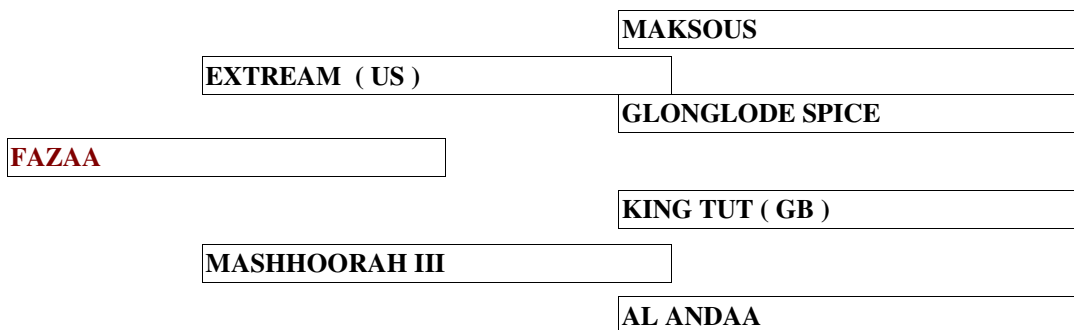 MAKSOUS
EXTREAM ( US )
GLONGLODE SPICE
FAZAA
KING TUT ( GB )
MASHHOORAH III
AL ANDAA